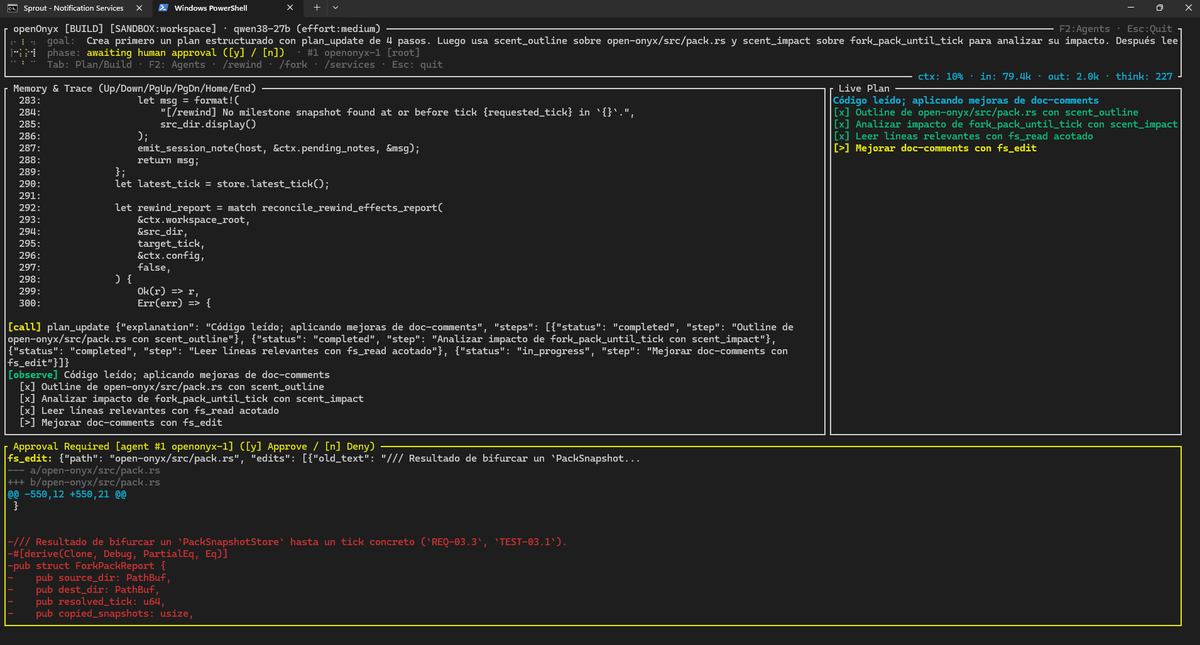 Sprout - Notification Services
Windows PowerShell
openOnyx [BUILD] [SANDBOX:workspace] · qwen38-27b (effort:medium)
F2:Agents · Esc:Quit
goal: Crea primero un plan estructurado con plan_update de 4 pasos. Luego usa scent_outline sobre open-onyx/src/pack.rs y scent_impact sobre fork_pack_until_tick para analizar su impacto. Después lee
phase: awaiting human approval ([y] / [n]) · #1 openonyx-1 [root]
Tab: Plan/Build · F2: Agents · /rewind · /fork · /services · Esc: quit
ctx: 10% · in: 79.4k · out: 2.0k · think: 227
Memory & Trace (Up/Down/PgUp/PgDn/Home/End)
283: let msg = format!(
284: "[/rewind] No milestone snapshot found at or before tick {requested_tick} in `{}`.",
285: src_dir.display()
286: );
287: emit_session_note(host, &ctx.pending_notes, &msg);
288: return msg;
289: };
290: let latest_tick = store.latest_tick();
291:
292: let rewind_report = match reconcile_rewind_effects_report(
293: &ctx.workspace_root,
294: &src_dir,
295: target_tick,
296: &ctx.config,
297: false,
298: ) {
299: Ok(r) => r,
300: Err(err) => {
[call] plan_update {"explanation": "Código leído; aplicando mejoras de doc-comments", "steps": [{"status": "completed", "step": "Outline de
open-onyx/src/pack.rs con scent_outline"}, {"status": "completed", "step": "Analizar impacto de fork_pack_until_tick con scent_impact"},
{"status": "completed", "step": "Leer líneas relevantes con fs_read acotado"}, {"status": "in_progress", "step": "Mejorar doc-comments con
fs_edit"}]}
[observe] Código leído; aplicando mejoras de doc-comments
[x] Outline de open-onyx/src/pack.rs con scent_outline
[x] Analizar impacto de fork_pack_until_tick con scent_impact
[x] Leer líneas relevantes con fs_read acotado
[>] Mejorar doc-comments con fs_edit
Live Plan
Código leído; aplicando mejoras de doc-comments
[x] Outline de open-onyx/src/pack.rs con scent_outline
[x] Analizar impacto de fork_pack_until_tick con scent_impact
[x] Leer líneas relevantes con fs_read acotado
[>] Mejorar doc-comments con fs_edit
Approval Required [agent #1 openonyx-1] ([y] Approve / [n] Deny)
fs_edit: {"path": "open-onyx/src/pack.rs", "edits": [{"old_text": "/// Resultado de bifurcar un `PackSnapshot...
--- a/open-onyx/src/pack.rs
+++ b/open-onyx/src/pack.rs
@@ -550,12 +550,21 @@
}
-/// Resultado de bifurcar un `PackSnapshotStore` hasta un tick concreto (`REQ-03.3`, `TEST-03.1`).
-#[derive(Clone, Debug, PartialEq, Eq)]
-pub struct ForkPackReport {
- pub source_dir: PathBuf,
- pub dest_dir: PathBuf,
- pub resolved_tick: u64,
- pub copied_snapshots: usize,